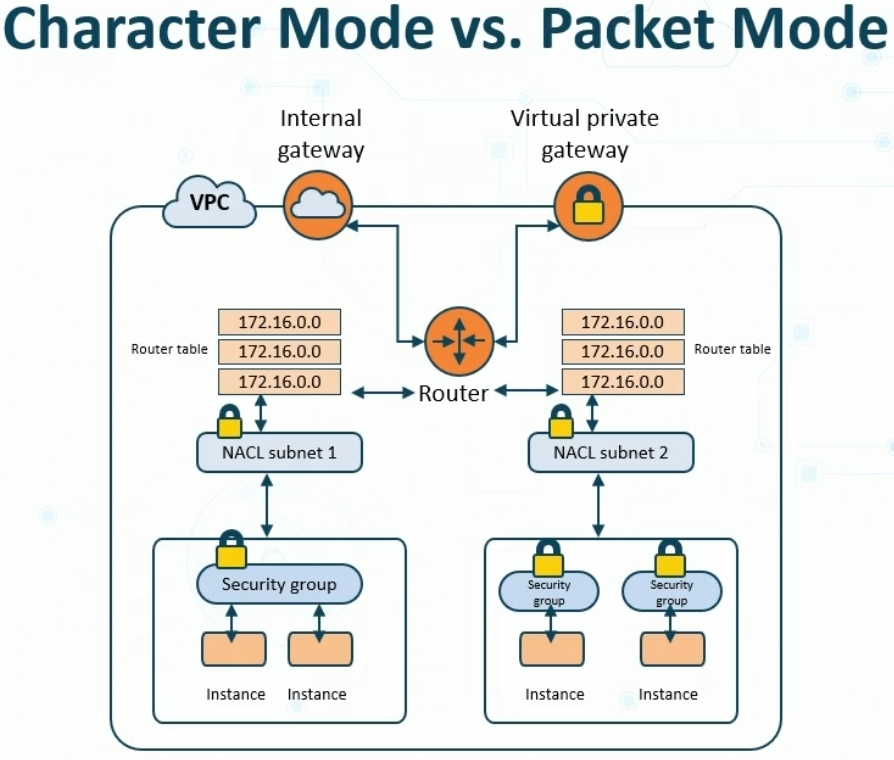 Character Mode vs. Packet Mode
Internal
gateway
Virtual private
gateway
VPC
172.16.0.0
172.16.0.0
172.16.0.0
Router table
172.16.0.0
172.16.0.0
172.16.0.0
Router table
Router
NACL subnet 1
NACL subnet 2
Security group
Security
group
Security
group
Instance
Instance
Instance
Instance